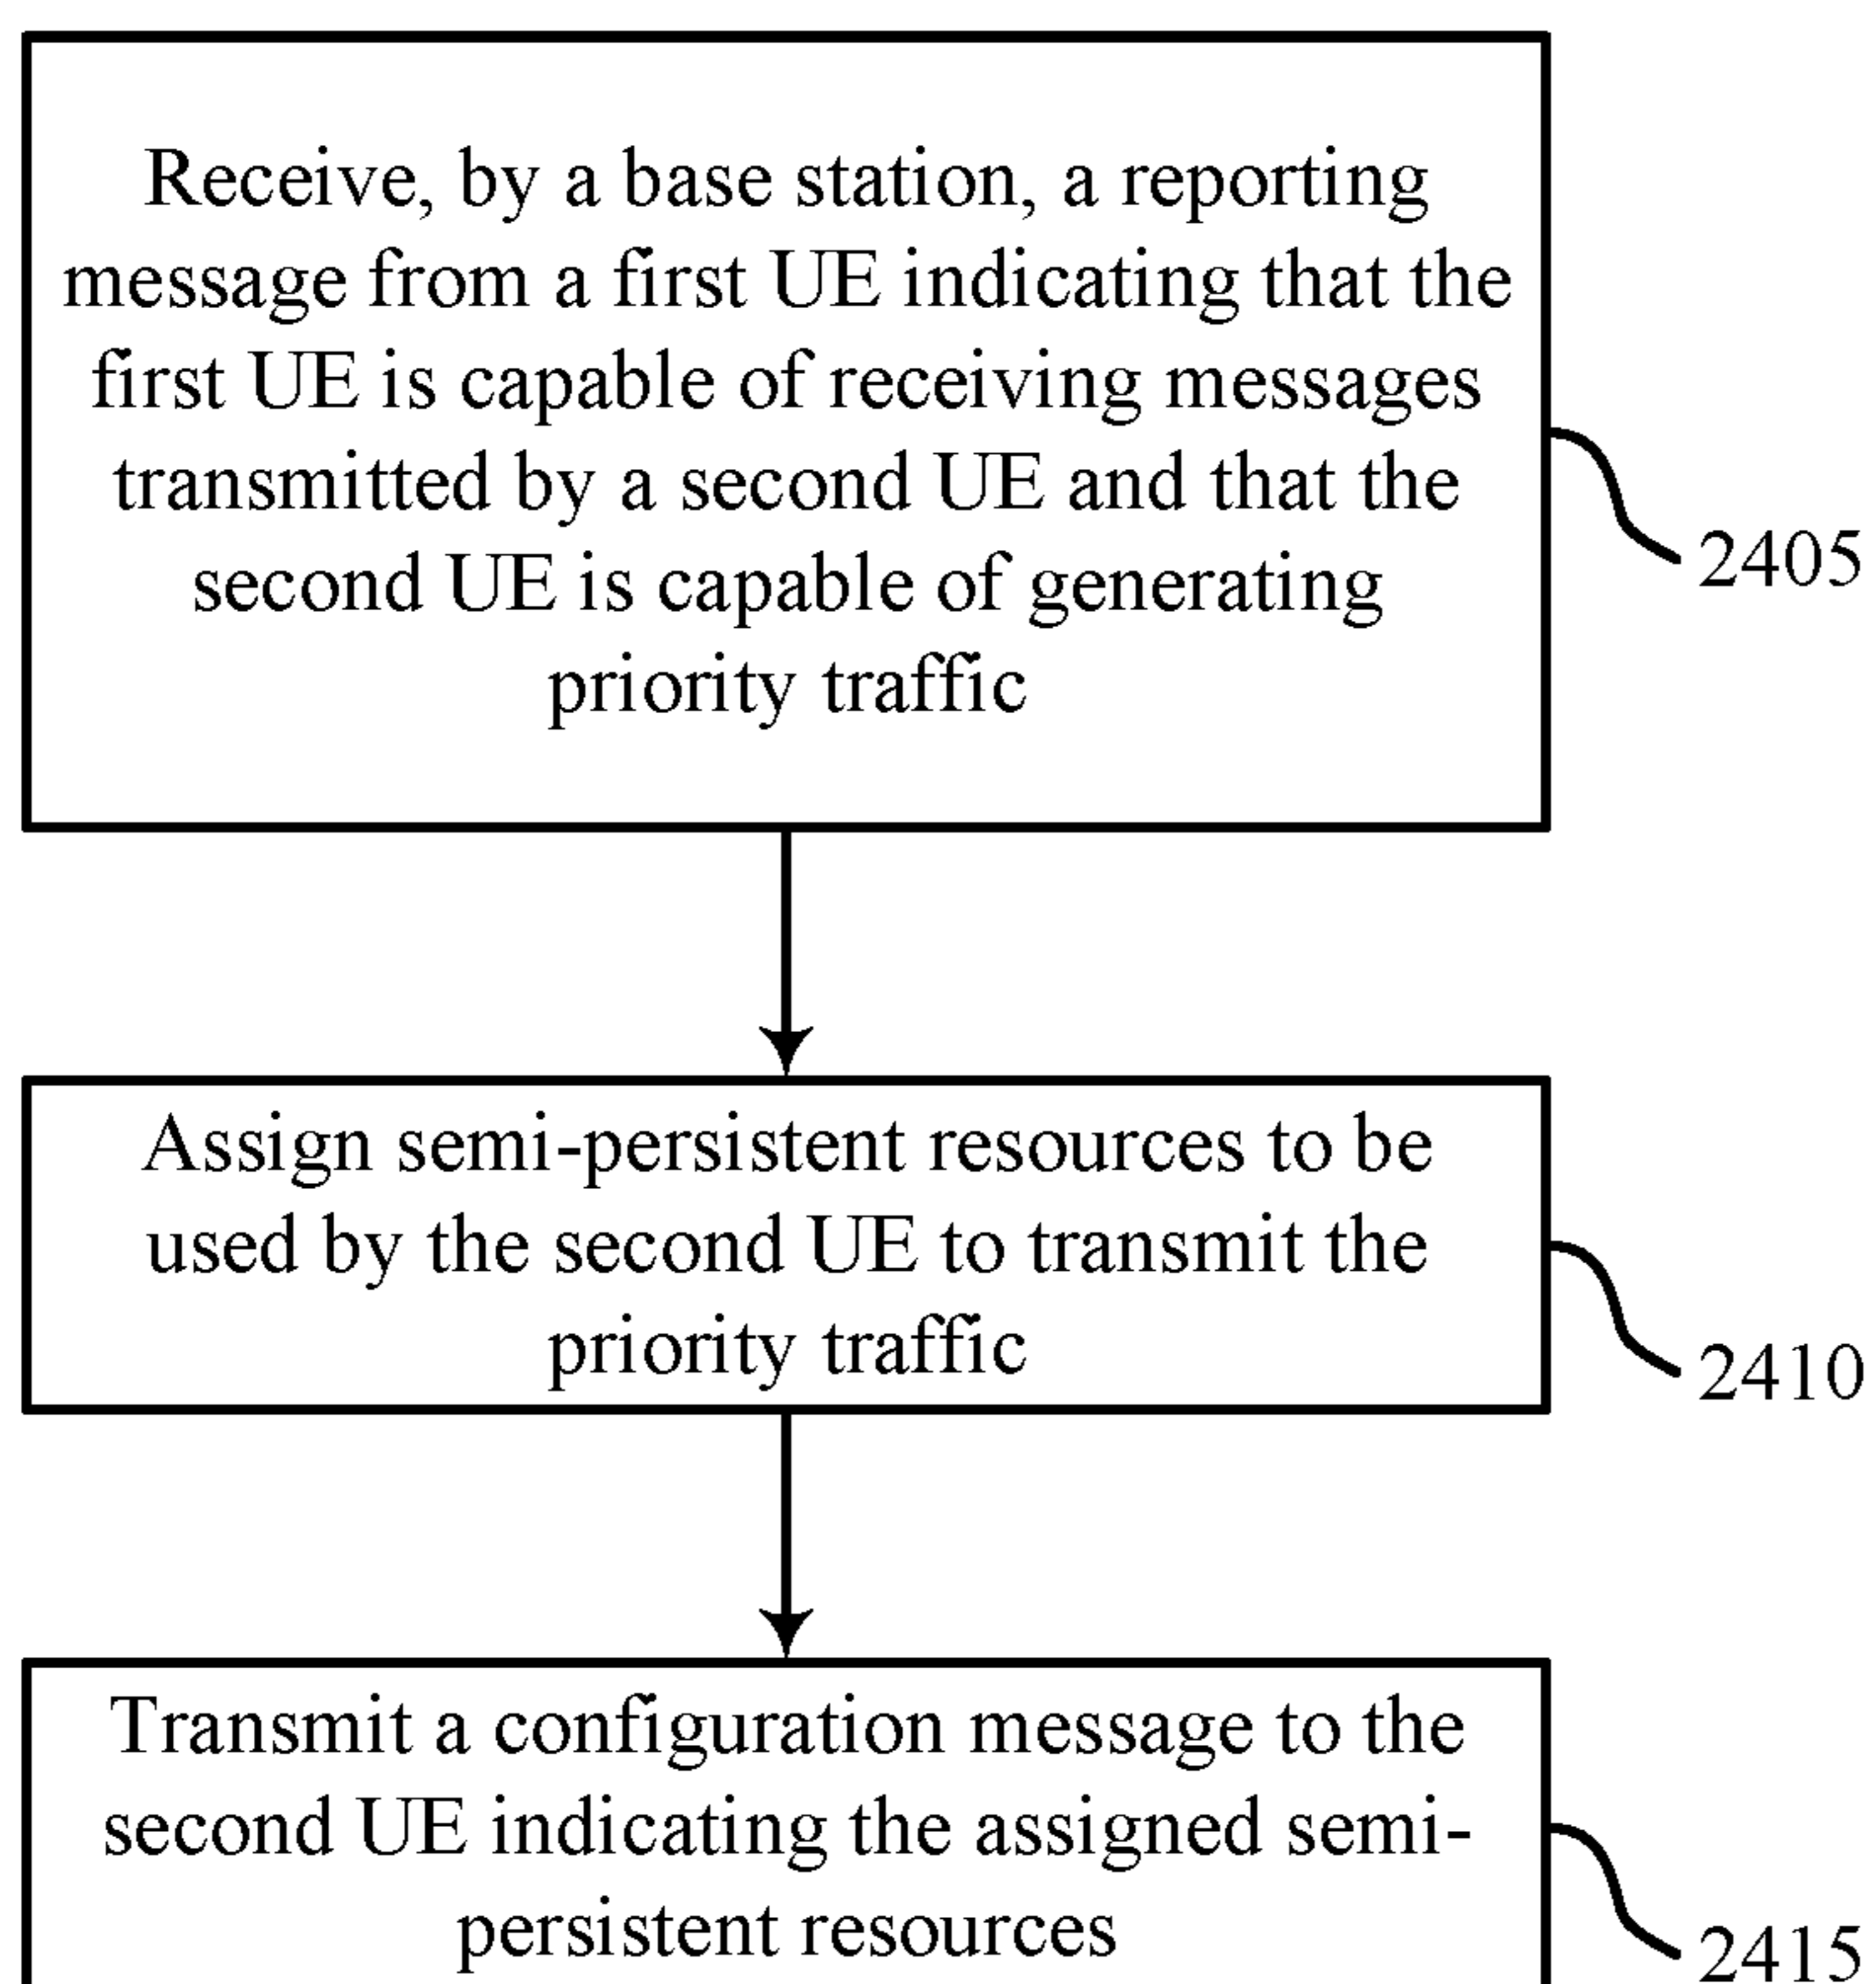 Receive, by a base station, a reporting
message from a first UE indicating that the
first UE is capable of receiving messages
transmitted by a second UE and that the
second UE is capable of generating
priority traffic
2405
Assign semi-persistent resources to be
used by the second UE to transmit the
priority traffic
2410
Transmit a configuration message to the
second UE indicating the assigned semi-
persistent resources
2415